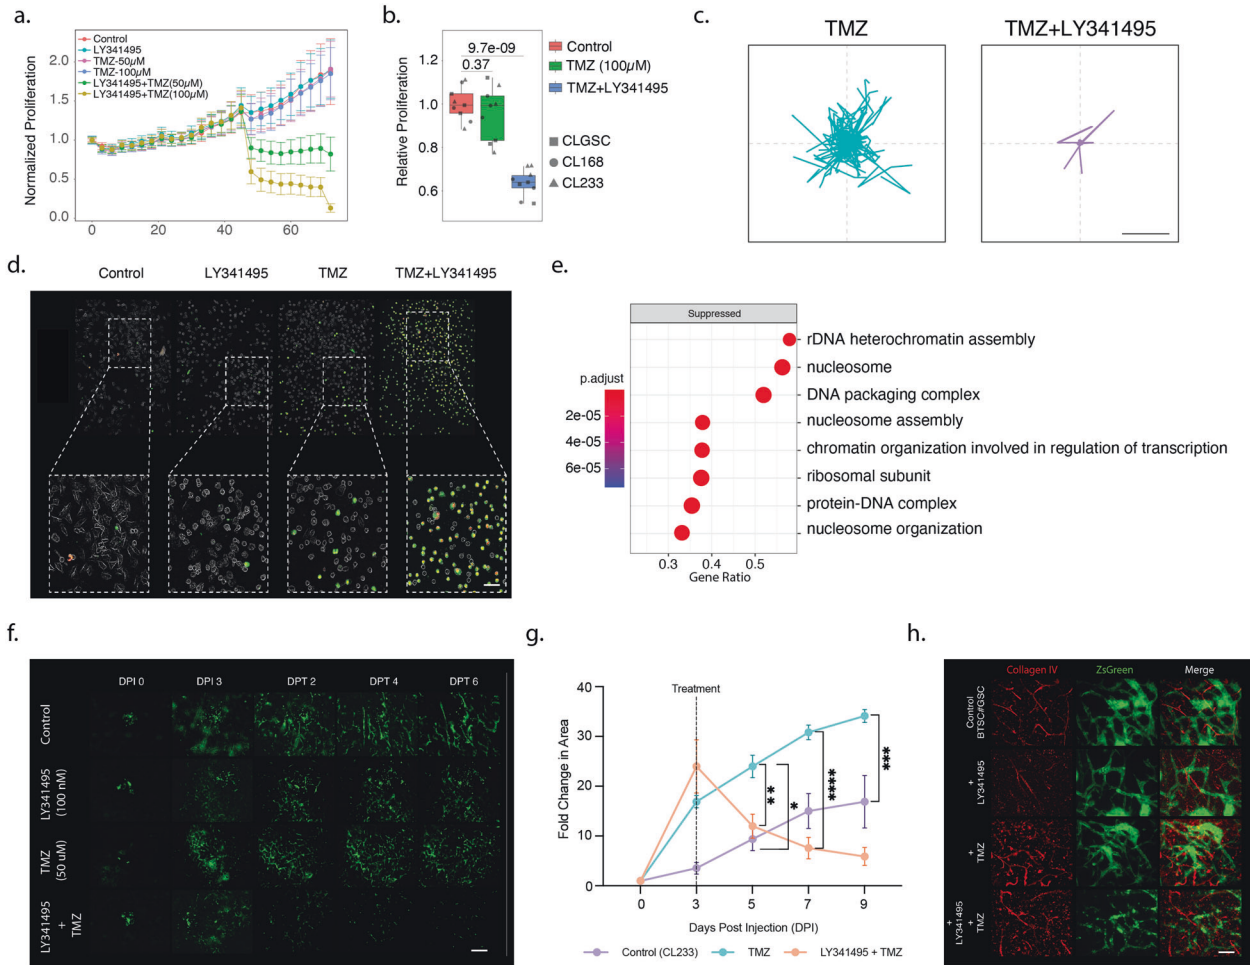 a.
Control
LY341495
TMZ-50µM
TMZ-100µM
LY341495+TMZ(50µM)
LY341495+TMZ(100µM)
Normalized Proliferation
2.0
1.5
1.0
0.5
0.0
0
20
40
60
b.
9.7e-09
0.37
Relative Proliferation
1.2
1.0
0.8
0.6
Control
TMZ (100µM)
TMZ+LY341495
CLGSC
CL168
CL233
c.
TMZ
TMZ+LY341495
d.
Control
LY341495
TMZ
TMZ+LY341495
e.
Suppressed
p.adjust
2e-05
4e-05
6e-05
rDNA heterochromatin assembly
nucleosome
DNA packaging complex
nucleosome assembly
chromatin organization involved in regulation of transcription
ribosomal subunit
protein-DNA complex
nucleosome organization
0.3
0.4
0.5
Gene Ratio
f.
DPI 0
DPI 3
DPT 2
DPT 4
DPT 6
Control
LY341495
(100 nM)
TMZ
(50 uM)
LY341495
+
TMZ
g.
Treatment
Fold Change in Area
40
30
20
10
0
**
*
****
***
0
3
5
7
9
Days Post Injection (DPI)
Control (CL233)
TMZ
LY341495 + TMZ
h.
Collagen IV
ZsGreen
Merge
Control
BTSC#GSC
+
LY341495
+
TMZ
+
LY341495
+
TMZ